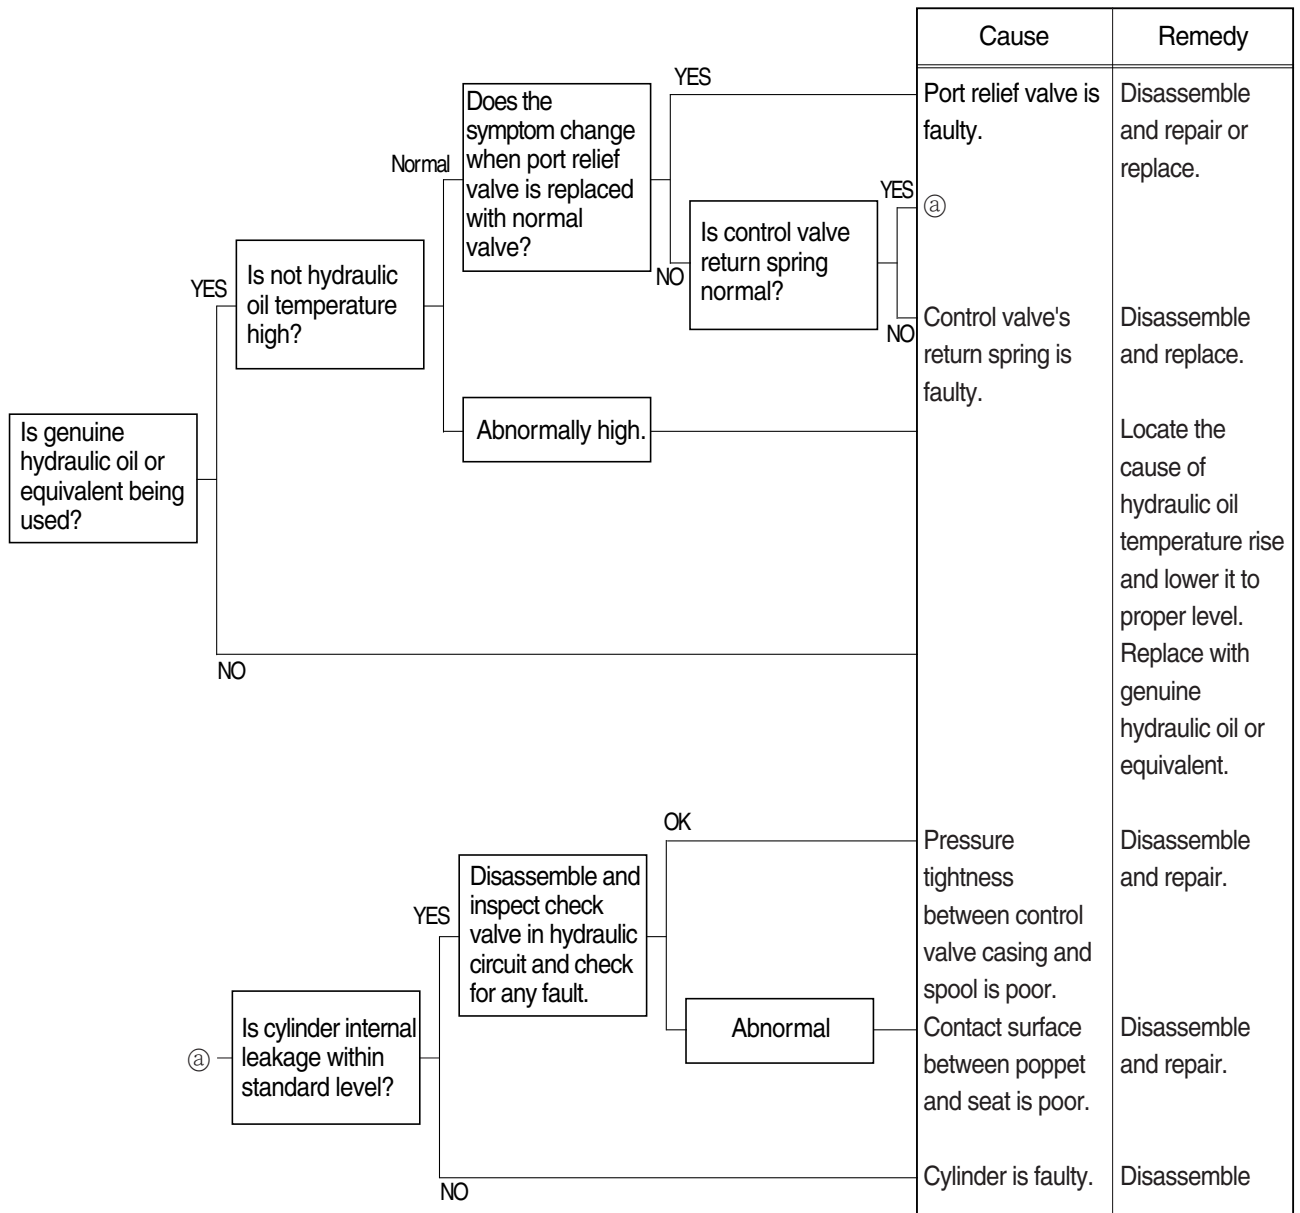 Cause
Remedy
YES
Does the
symptom change
when port relief
valve is replaced
with normal
valve?
Normal
Port relief valve is
faulty.
Disassemble
and repair or
replace.
YES
ⓐ
Is control valve
return spring
normal?
NO
NO
Control valve's
return spring is
faulty.
Disassemble
and replace.
YES
Is not hydraulic
oil temperature
high?
Abnormally high.
Locate the
cause of
hydraulic oil
temperature rise
and lower it to
proper level.
Is genuine
hydraulic oil or
equivalent being
used?
NO
Replace with
genuine
hydraulic oil or
equivalent.
OK
Pressure
tightness
between control
valve casing and
spool is poor.
Disassemble
and repair.
YES
Disassemble and
inspect check
valve in hydraulic
circuit and check
for any fault.
Abnormal
Contact surface
between poppet
and seat is poor.
Disassemble
and repair.
ⓐ
Is cylinder internal
leakage within
standard level?
NO
Cylinder is faulty.
Disassemble